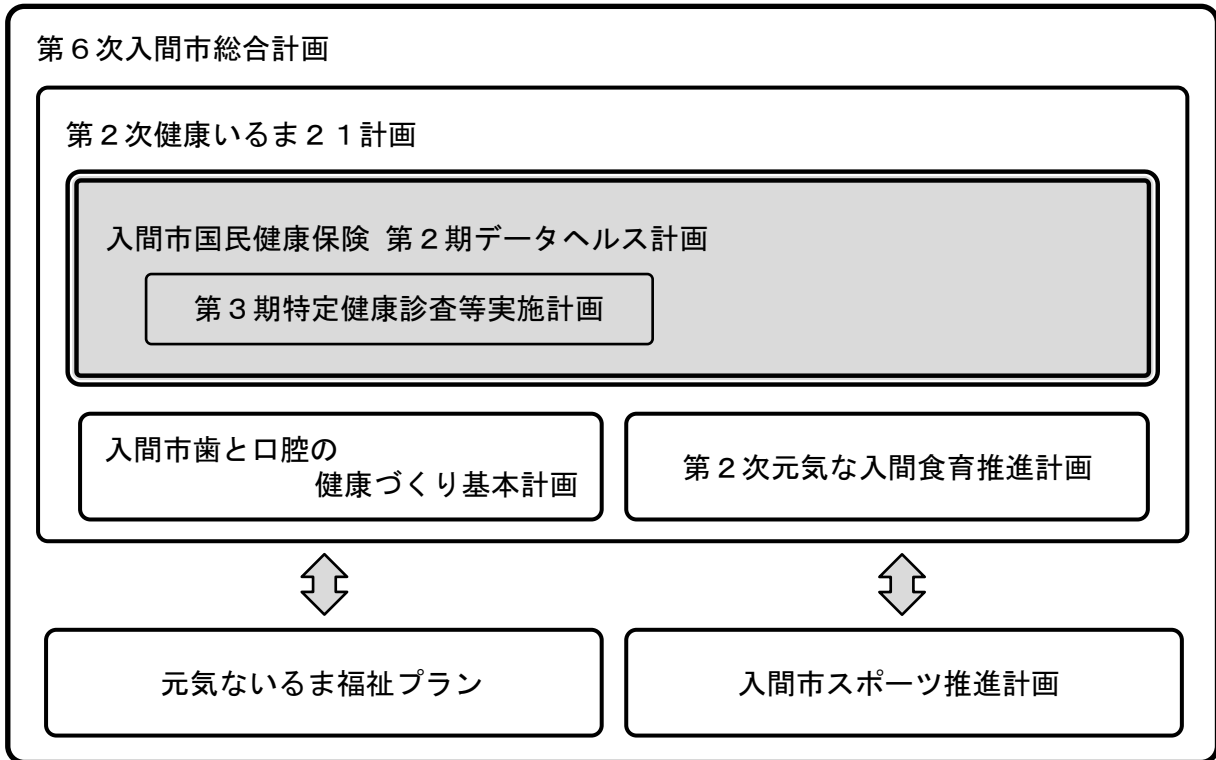 第６次入間市総合計画
第２次健康いるま２１計画
入間市国民健康保険 第２期データヘルス計画
第３期特定健康診査等実施計画
入間市歯と口腔の
健康づくり基本計画
第２次元気な入間食育推進計画
元気ないるま福祉プラン
入間市スポーツ推進計画